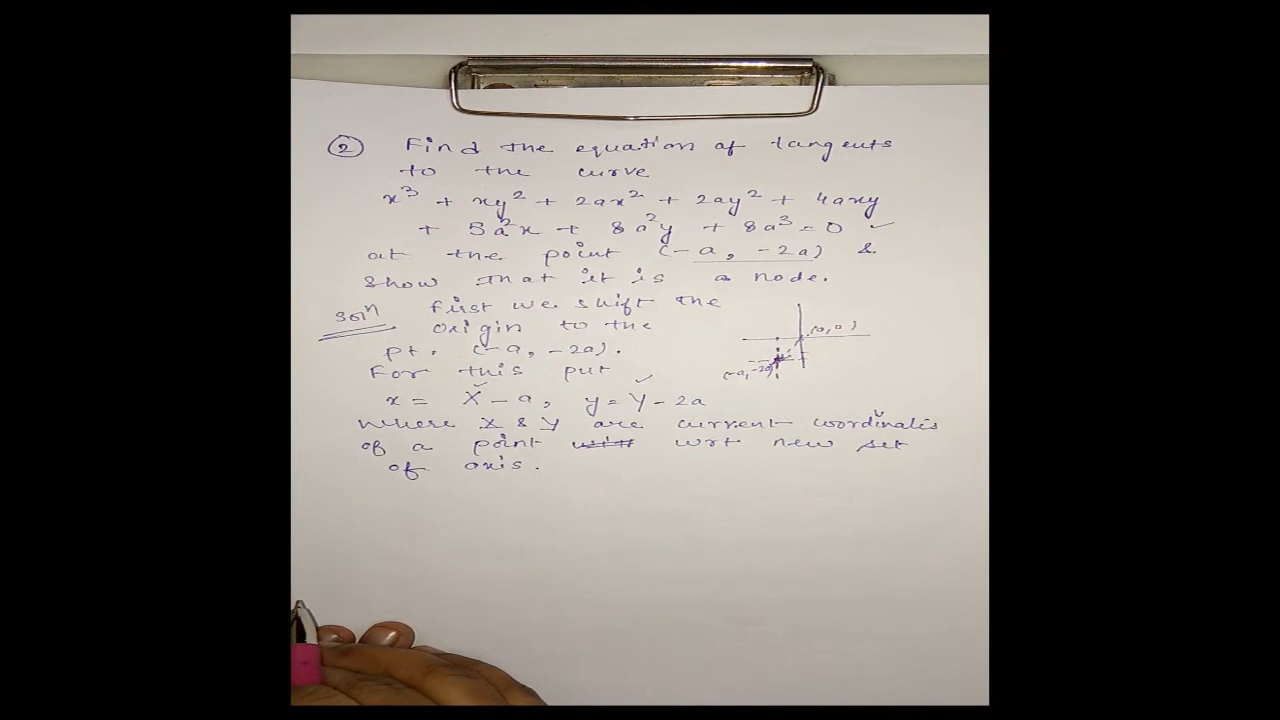 ② Find the equation of tangents
to the curve
x³ + xy² + 2ax² + 2ay² + 4axy
+ 5a²x + 8a²y + 8a³ = 0 ✓
at the point (-a, -2a) &
show that it is a node.
Solⁿ First we shift the
origin to the
pt. (-a, -2a).
For this put
x = X - a, y = Y - 2a
where X & Y are current coordinates
of a point wrt new set
of axis.
(0,0)
(-a, -2a)